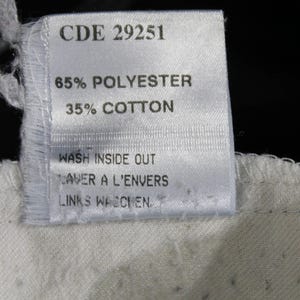 CDE 29251
65% POLYESTER
35% COTTON
WASH INSIDE OUT
LAVER A L'ENVERS
LINKS WASCHEN